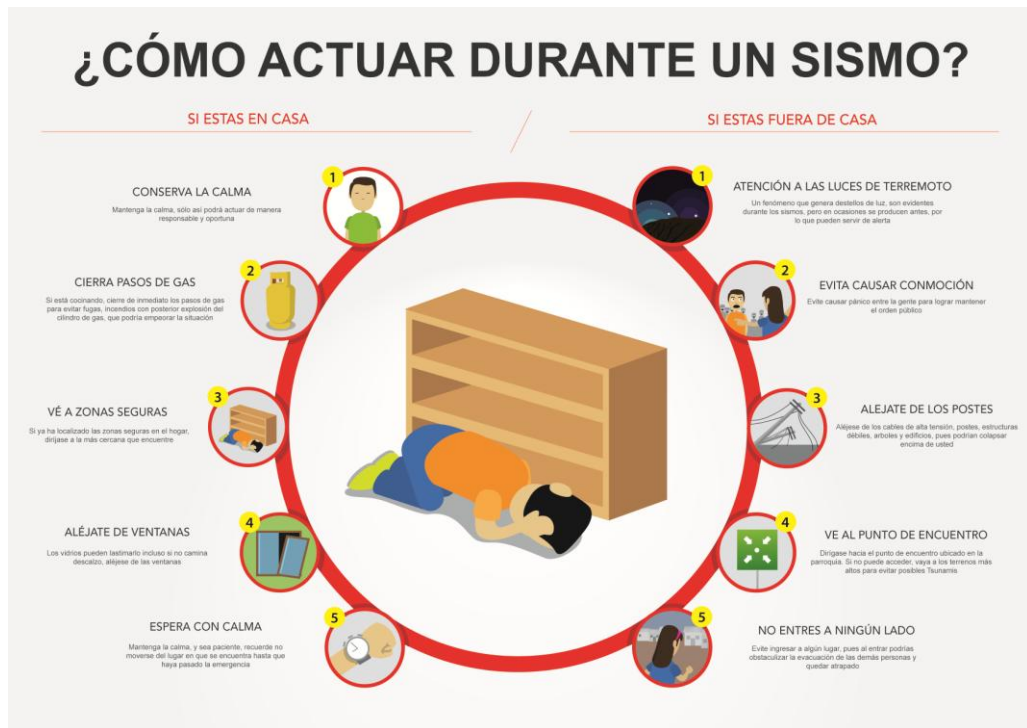 ¿CÓMO ACTUAR DURANTE UN SISMO?
SI ESTAS EN CASA
1
CONSERVA LA CALMA
Mantenga la calma, sólo así podrá actuar de manera
responsable y oportuna
2
CIERRA PASOS DE GAS
Si está cocinando, cierre de inmediato los pasos de gas
para evitar fugas, incendios con posterior explosión del
cilindro de gas, que podría empeorar la situación
3
VÉ A ZONAS SEGURAS
Si ya ha localizado las zonas seguras en el hogar,
diríjase a la más cercana que encuentre
4
ALÉJATE DE VENTANAS
Los vidrios pueden lastimarlo incluso si no camina
descalzo, aléjese de las ventanas
5
ESPERA CON CALMA
Mantenga la calma, y sea paciente, recuerde no
moverse del lugar en que se encuentra hasta que
haya pasado la emergencia
SI ESTAS FUERA DE CASA
1
ATENCIÓN A LAS LUCES DE TERREMOTO
Un fenómeno que genera destellos de luz, son evidentes
durante los sismos, pero en ocasiones se producen antes, por
lo que pueden servir de alerta
2
EVITA CAUSAR CONMOCIÓN
Evite causar pánico entre la gente para lograr mantener
el orden público
3
ALEJATE DE LOS POSTES
Aléjese de los cables de alta tensión, postes, estructuras
débiles, arboles y edificios, pues podrían colapsar
encima de usted
4
VE AL PUNTO DE ENCUENTRO
Dirígase hacia el punto de encuentro ubicado en la
parroquia. Si no puede acceder, vaya a los terrenos más
altos para evitar posibles Tsunamis
5
NO ENTRES A NINGÚN LADO
Evite ingresar a algún lugar, pues al entrar podrías
obstaculizar la evacuación de las demás personas y
quedar atrapado